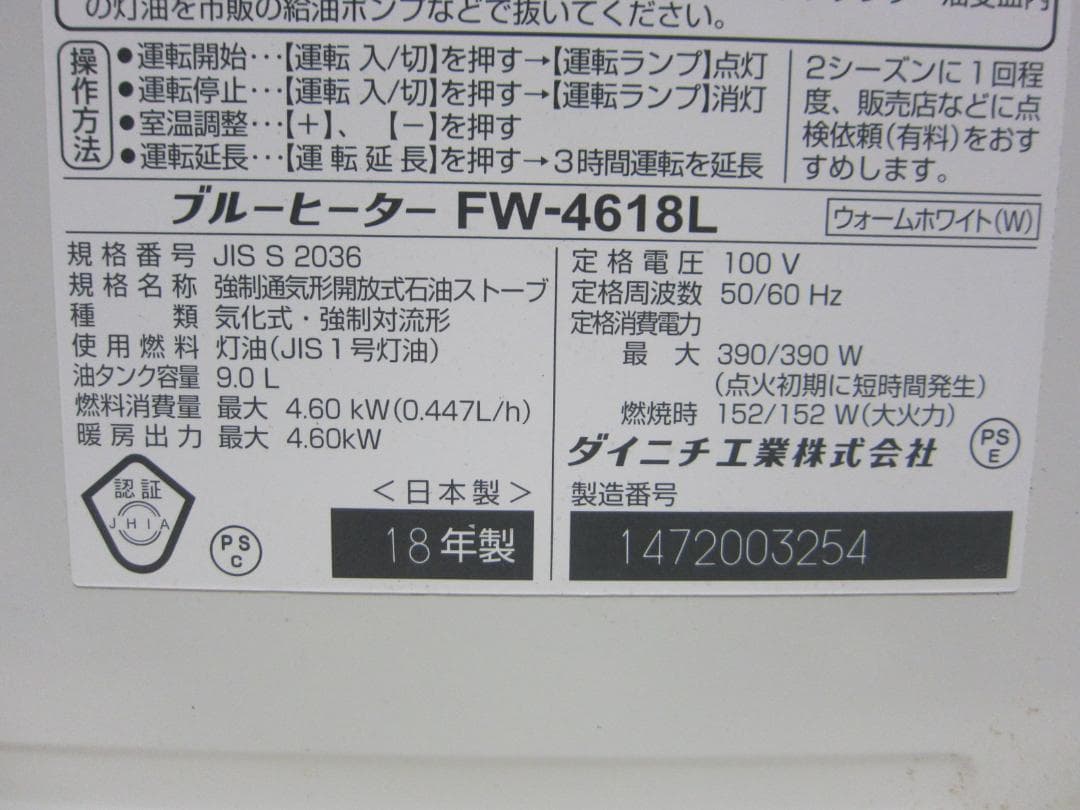 の灯油を市販の給油ポンプなどで抜いてください。
操作方法
●運転開始…【運転 入/切】を押す→【運転ランプ】点灯
●運転停止…【運転 入/切】を押す→【運転ランプ】消灯
●室温調整…【+】、【−】を押す
●運転延長…【運転延長】を押す→3時間運転を延長
2シーズンに1回程
度、販売店などに点
検依頼(有料)をおす
すめします。
ブルーヒーター FW-4618L
ウォームホワイト(W)
規格番号 JIS S 2036
規格名称 強制通気形開放式石油ストーブ
種類 気化式・強制対流形
使用燃料 灯油(JIS1号灯油)
油タンク容量 9.0 L
燃料消費量 最大 4.60 kW(0.447L/h)
暖房出力 最大 4.60kW
認証
JHIA
PS
C
<日本製>
18年製
定格電圧 100 V
定格周波数 50/60 Hz
定格消費電力
最大 390/390 W
(点火初期に短時間発生)
燃焼時 152/152 W(大火力)
ダイニチ工業株式会社
PS
E
製造番号
1472003254